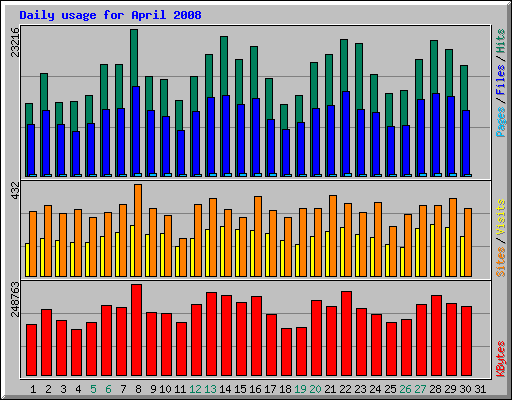 Daily usage for April 2008
23216
Pages / Files / Hits
432
Sites / Visits
248763
KBytes
1 2 3 4 5 6 7 8 9 10 11 12 13 14 15 16 17 18 19 20 21 22 23 24 25 26 27 28 29 30 31